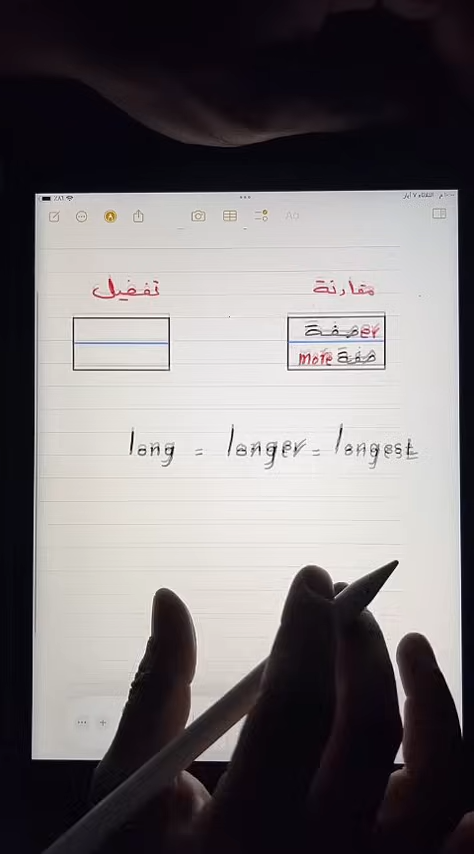 مقارنة
تفضيل
صفة er
more صفة
long = longer = longest